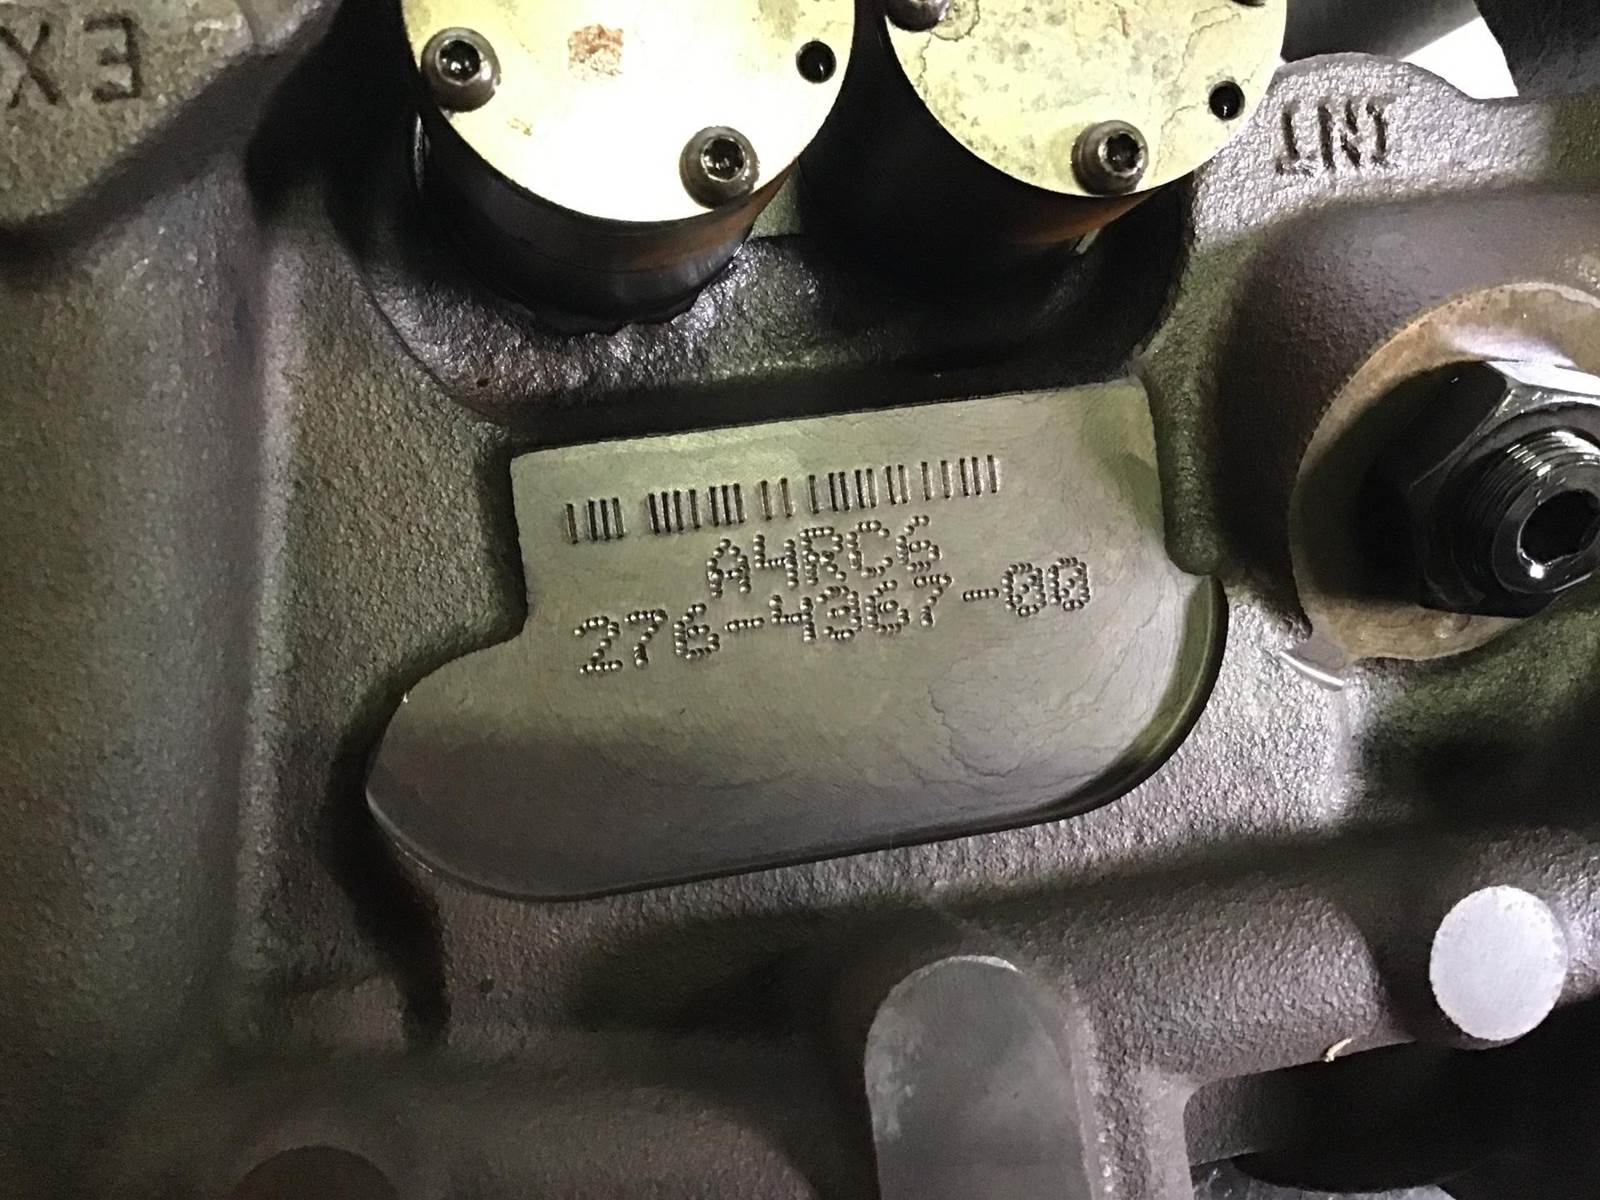 EX
INT
A4RC6
276-4367-00